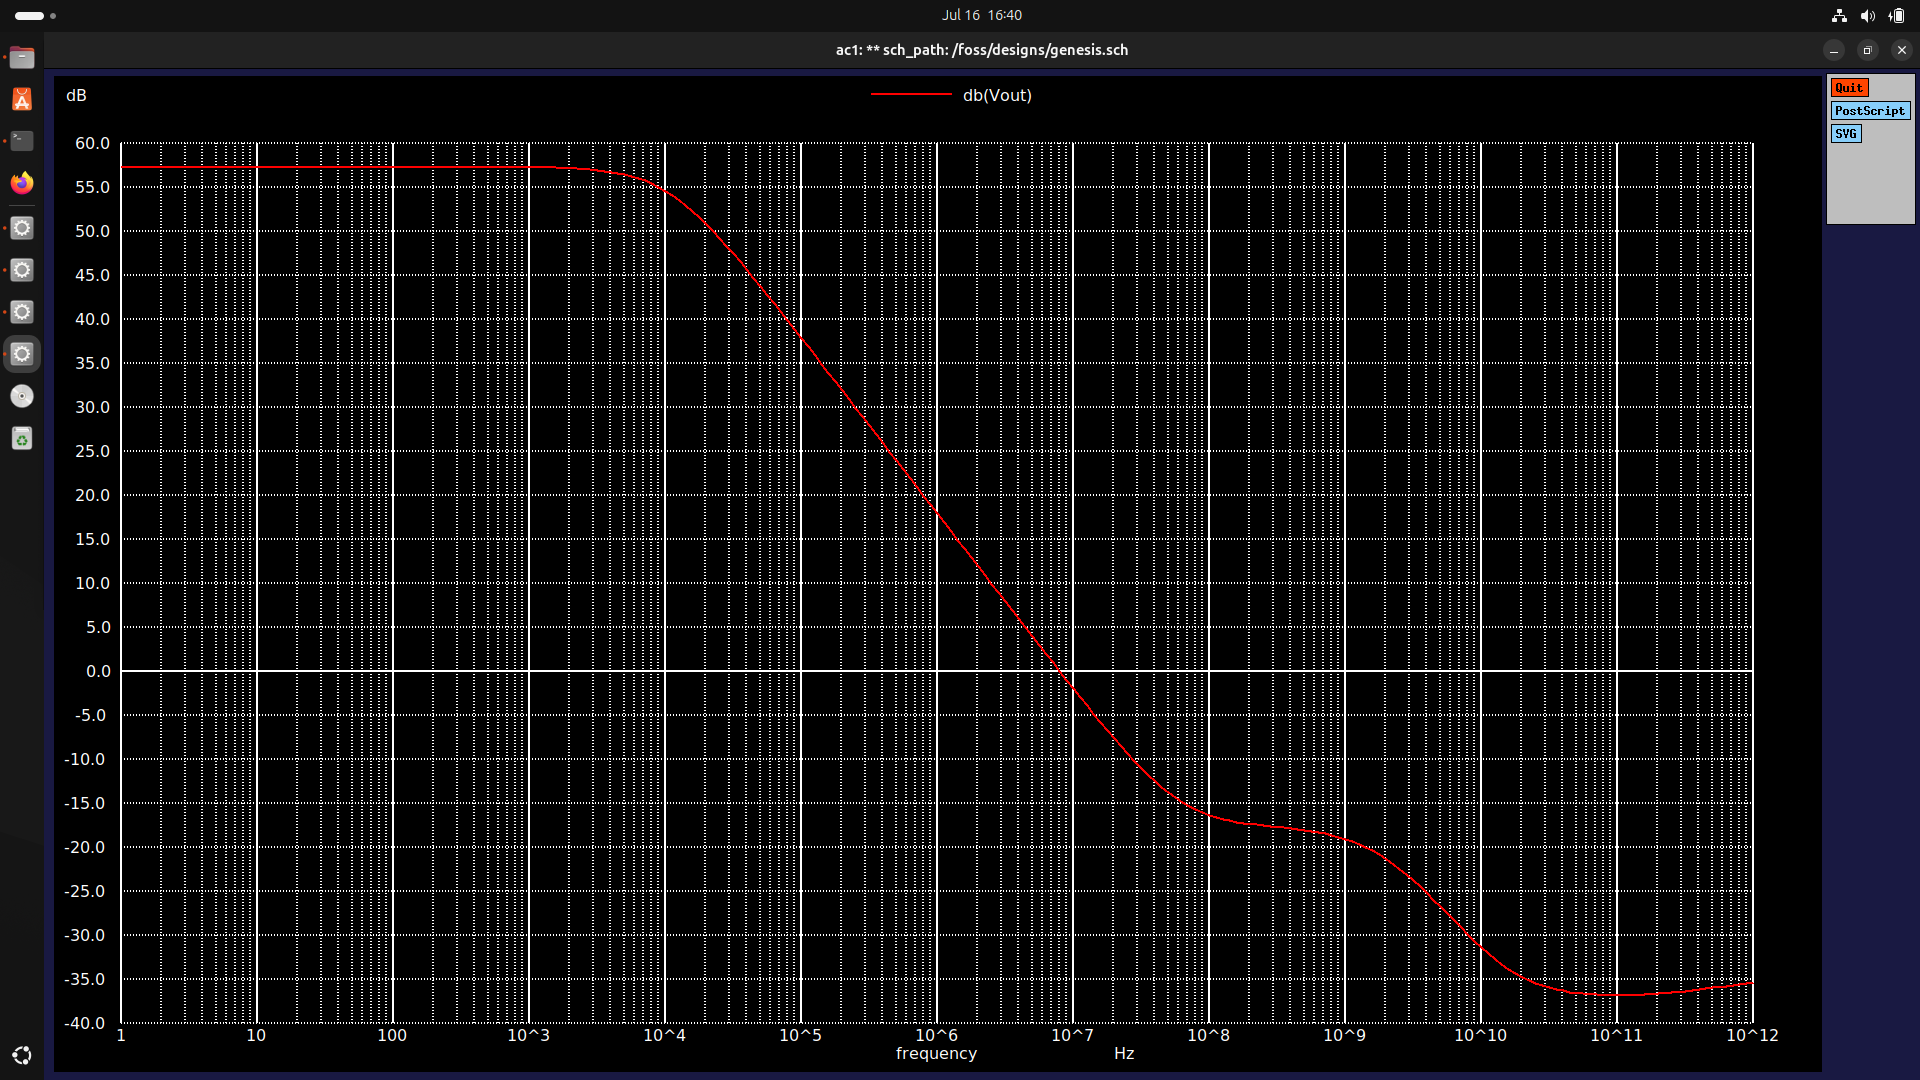 Jul 16 16:40
ac1: ** sch_path: /foss/designs/genesis.sch
Quit
PostScript
SVG
dB
db(Vout)
60.0
55.0
50.0
45.0
40.0
35.0
30.0
25.0
20.0
15.0
10.0
5.0
0.0
-5.0
-10.0
-15.0
-20.0
-25.0
-30.0
-35.0
-40.0
1 10 100 10^3 10^4 10^5 10^6 10^7 10^8 10^9 10^10 10^11 10^12
frequency Hz